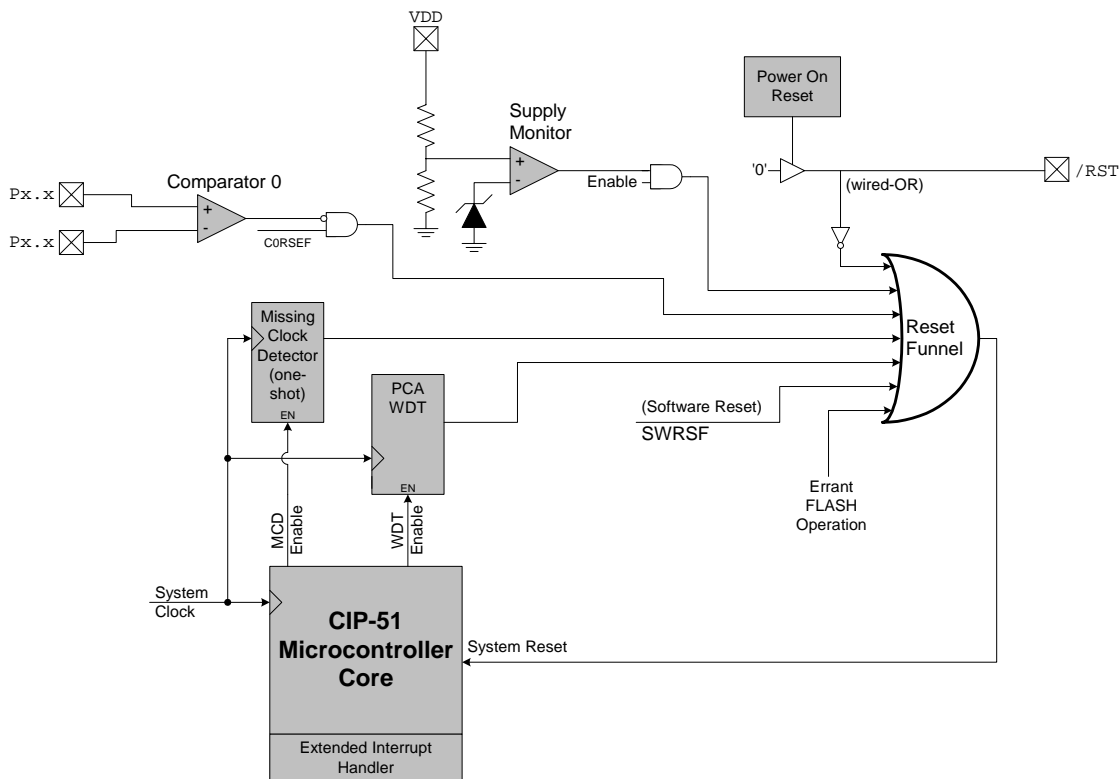 VDD
Power On
Reset
Supply
Monitor
+
-
Enable
'0'
(wired-OR)
/RST
Px.x
Comparator 0
+
-
Px.x
C0RSEF
Missing
Clock
Detector
(one-
shot)
EN
Reset
Funnel
PCA
WDT
EN
(Software Reset)
SWRSF
Errant
FLASH
Operation
MCD
Enable
WDT
Enable
System
Clock
CIP-51
Microcontroller
Core
System Reset
Extended Interrupt
Handler